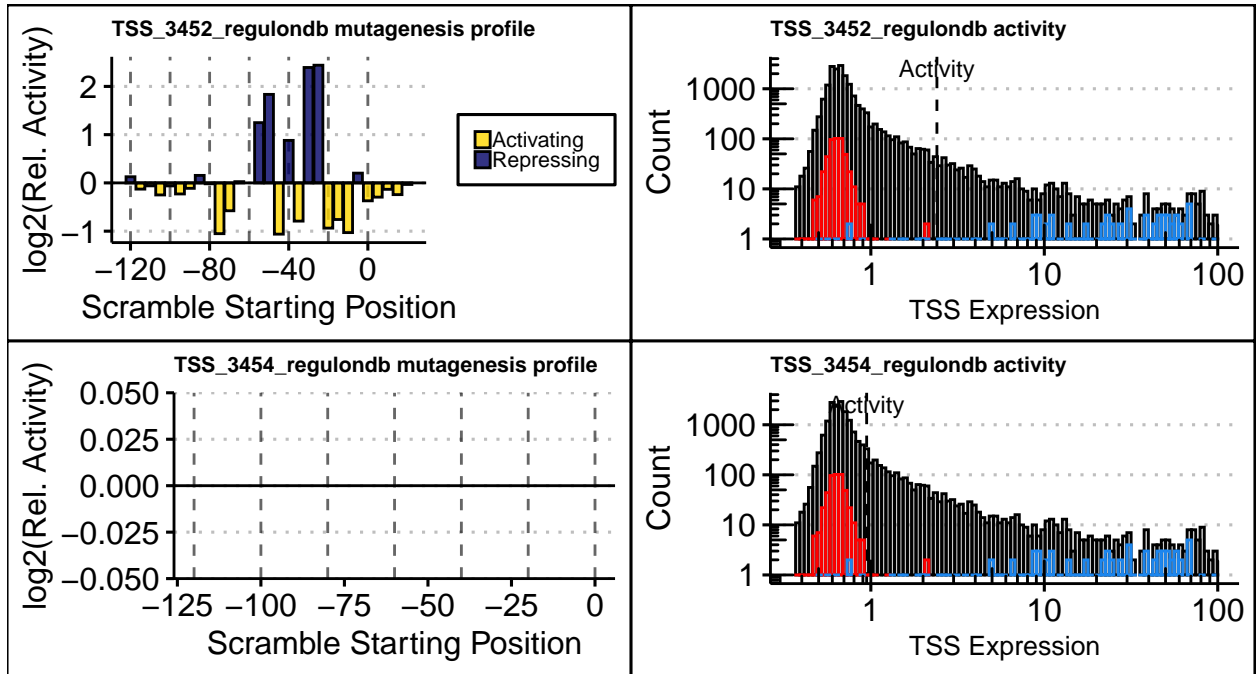 TSS_3452_regulondb mutagenesis profile
log2(Rel. Activity)
2
1
0
−1
−120 −80 −40 0
Scramble Starting Position
Activating
Repressing
TSS_3452_regulondb activity
Activity
Count
1000
100
10
1
1 10 100
TSS Expression
TSS_3454_regulondb mutagenesis profile
log2(Rel. Activity)
0.050
0.025
0.000
−0.025
−0.050
−125 −100 −75 −50 −25 0
Scramble Starting Position
TSS_3454_regulondb activity
Activity
Count
1000
100
10
1
1 10 100
TSS Expression